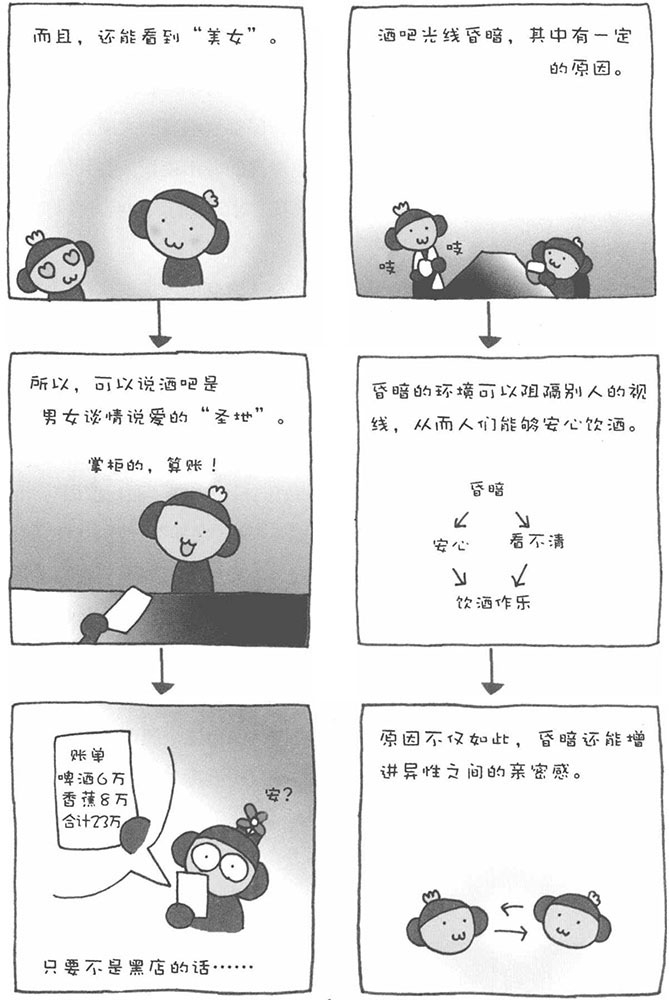 酒吧光线昏暗，其中有一定
的原因。
吱
吱
昏暗的环境可以阻隔别人的视
线，从而人们能够安心饮酒。
昏暗
安心 看不清
饮酒作乐
原因不仅如此，昏暗还能增
进异性之间的亲密感。
而且，还能看到“美女”。
所以，可以说酒吧是
男女谈情说爱的“圣地”。
掌柜的，算账！
账单
啤酒6万
香蕉8万
合计23万
安？
只要不是黑店的话……